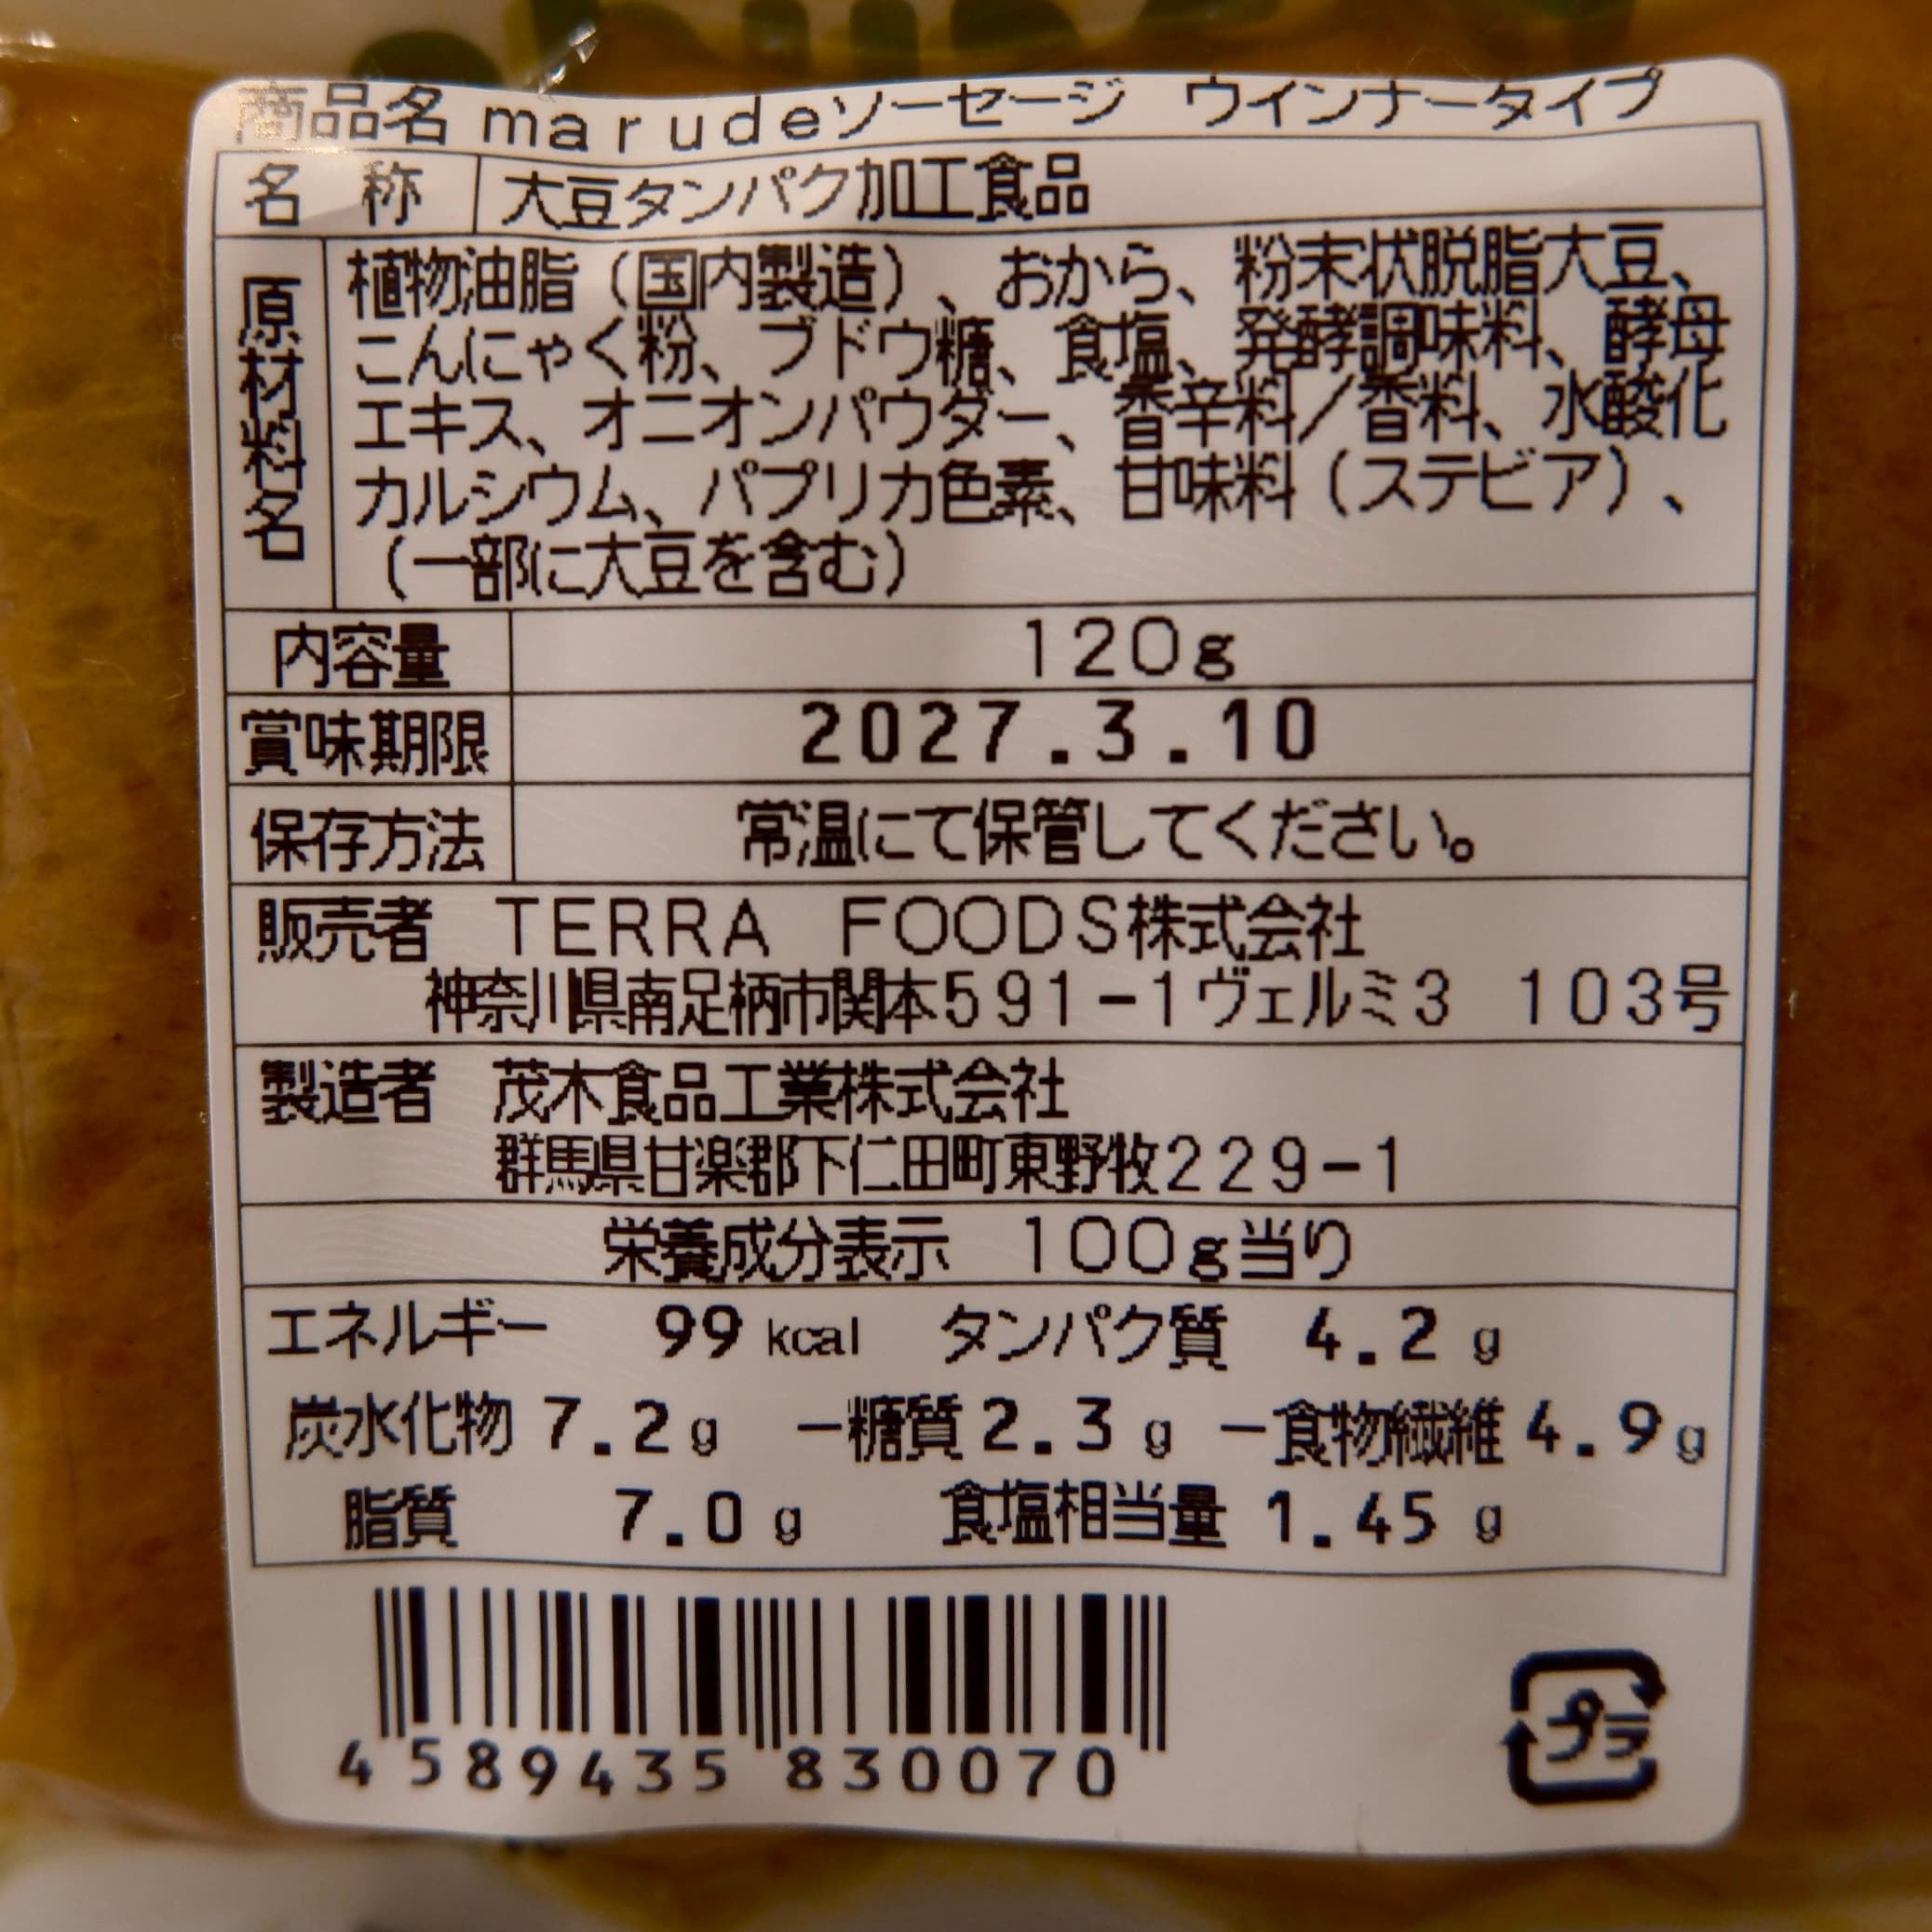 商品名 marudeソーセージ ウインナータイプ
名 称 大豆タンパク加工食品
原材料名
植物油脂（国内製造）、おから、粉末状脱脂大豆、
こんにゃく粉、ブドウ糖、食塩、発酵調味料、酵母
エキス、オニオンパウダー、香辛料／香料、水酸化
カルシウム、パプリカ色素、甘味料（ステビア）、
（一部に大豆を含む）
内容量 120g
賞味期限 2027.3.10
保存方法 常温にて保管してください。
販売者 TERRA FOODS株式会社
神奈川県南足柄市関本591-1ヴェルミ3 103号
製造者 茂木食品工業株式会社
群馬県甘楽郡下仁田町東野牧229-1
栄養成分表示 100g当り
エネルギー 99 kcal タンパク質 4.2 g
炭水化物 7.2g －糖質 2.3 g －食物繊維 4.9g
脂質 7.0 g 食塩相当量 1.45 g
4 589435 830070
プラ